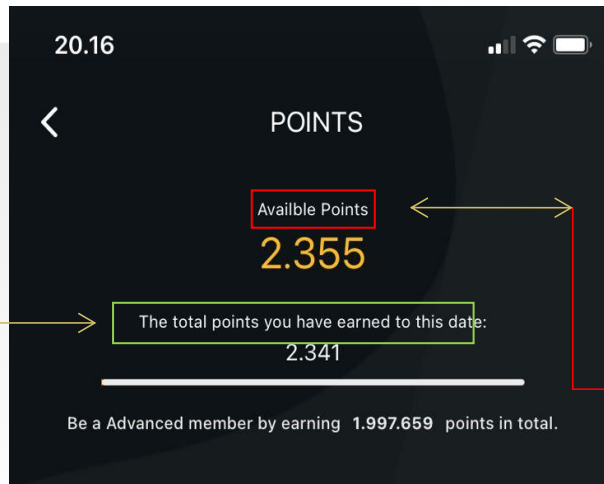 20.16
POINTS
Availble Points
2.355
The total points you have earned to this date:
2.341
Be a Advanced member by earning 1.997.659 points in total.